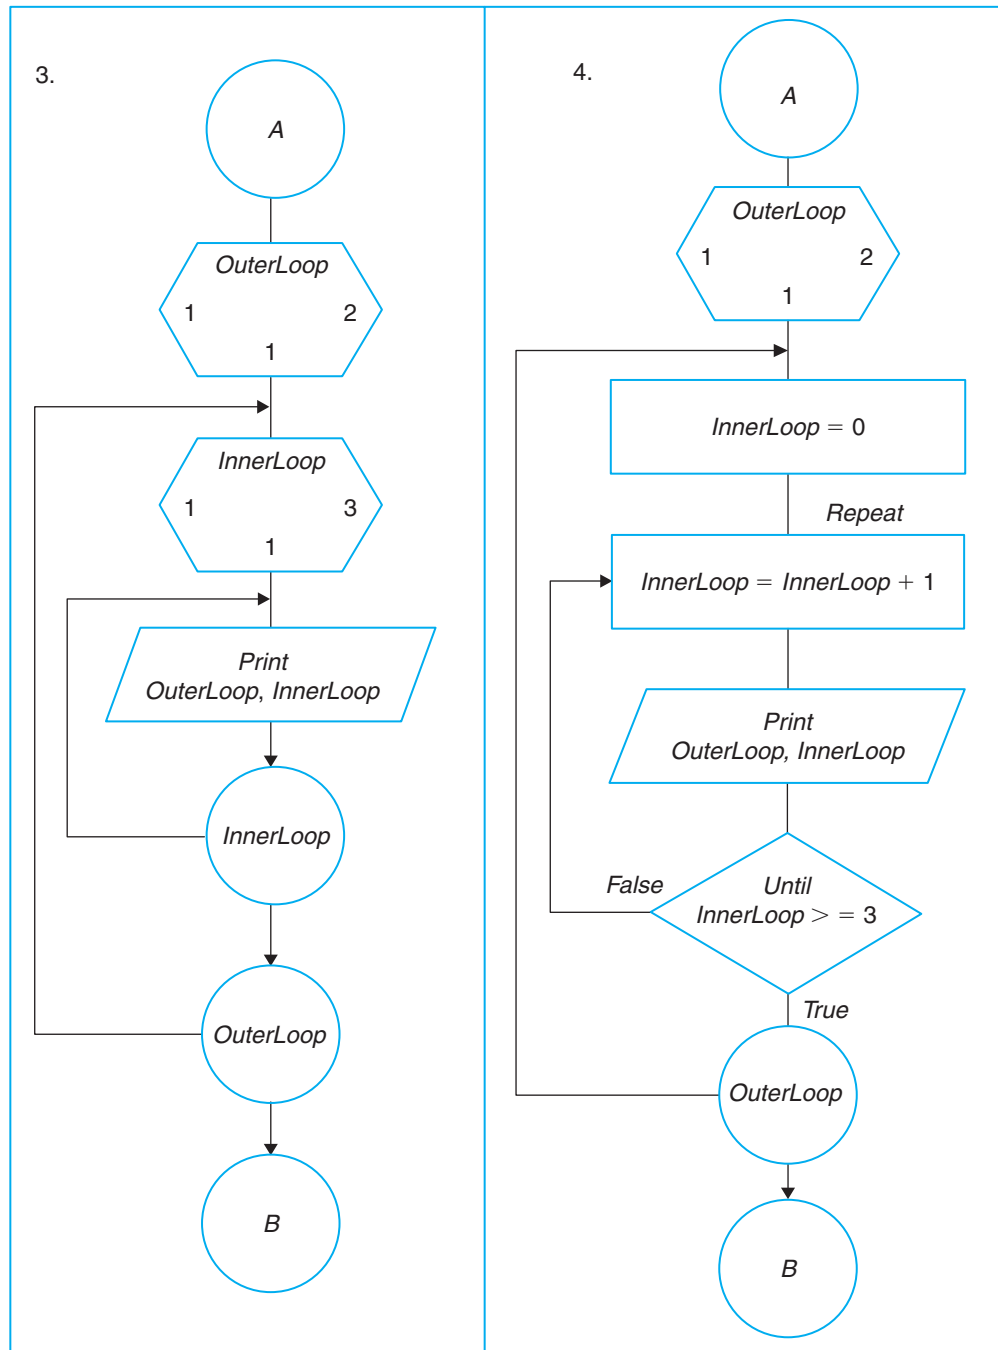 3.
A
OuterLoop
1 2
1
InnerLoop
1 3
1
Print
OuterLoop, InnerLoop
InnerLoop
OuterLoop
B
4.
A
OuterLoop
1 2
1
InnerLoop = 0
Repeat
InnerLoop = InnerLoop + 1
Print
OuterLoop, InnerLoop
False
Until
InnerLoop > = 3
True
OuterLoop
B